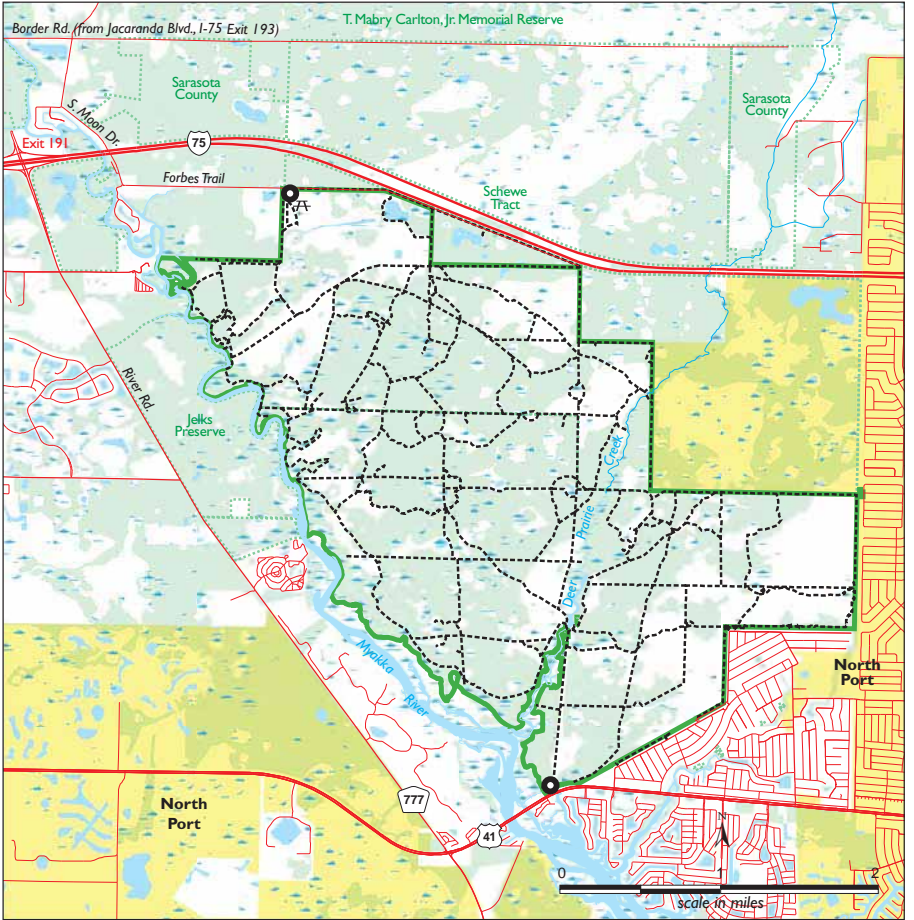 T. Mabry Carlton, Jr. Memorial Reserve
Border Rd. (from Jacaranda Blvd., I-75 Exit 193)
Sarasota
County
Sarasota
County
S. Moon Dr.
Exit 191
75
Forbes Trail
Schewe
Tract
River Rd.
Jelks
Preserve
Deer Prairie Creek
Myakka
River
North
Port
North
Port
777
41
N
0
1
2
scale in miles